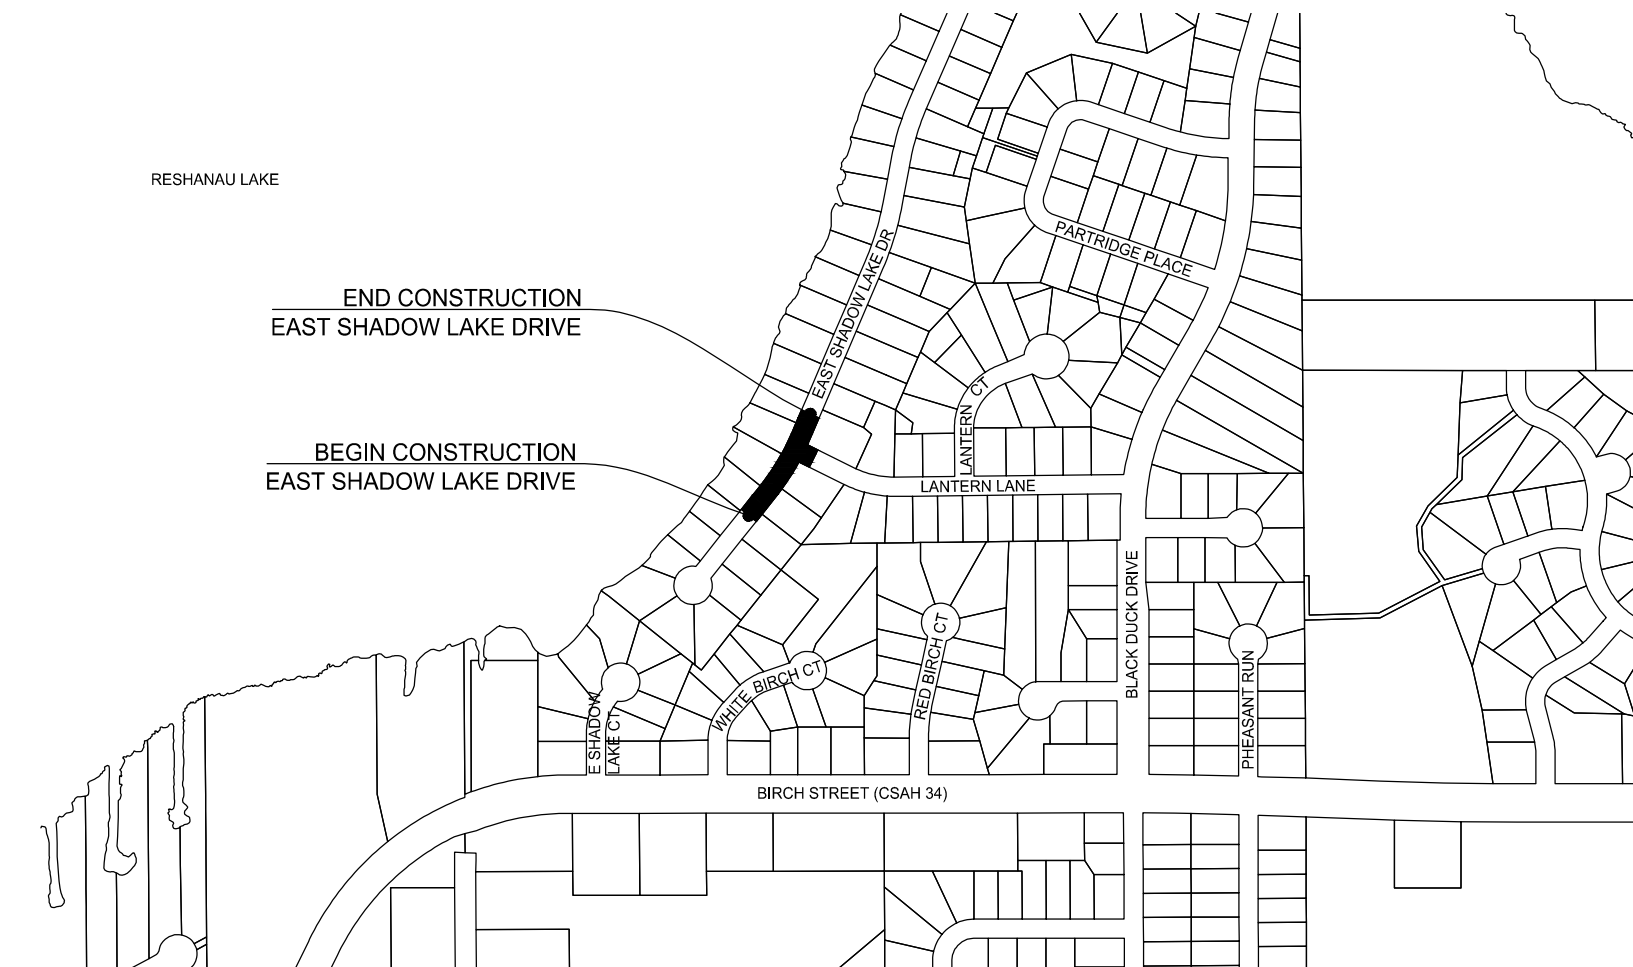 RESHANAU LAKE
PARTRIDGE PLACE
EAST SHADOW LAKE DR
END CONSTRUCTION
EAST SHADOW LAKE DRIVE
LANTERN CT
BEGIN CONSTRUCTION
EAST SHADOW LAKE DRIVE
LANTERN LANE
BLACK DUCK DRIVE
RED BIRCH CT
WHITE BIRCH CT
E SHADOW
LAKE CT
PHEASANT RUN
BIRCH STREET (CSAH 34)